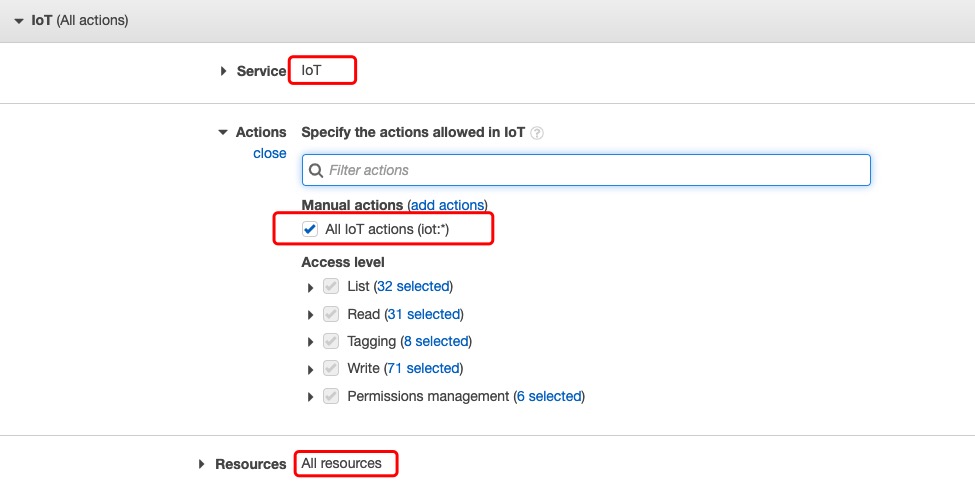 IoT (All actions)
Service IoT
Actions Specify the actions allowed in IoT ?
close
Filter actions
Manual actions (add actions)
All IoT actions (iot:*)
Access level
List (32 selected)
Read (31 selected)
Tagging (8 selected)
Write (71 selected)
Permissions management (6 selected)
Resources All resources